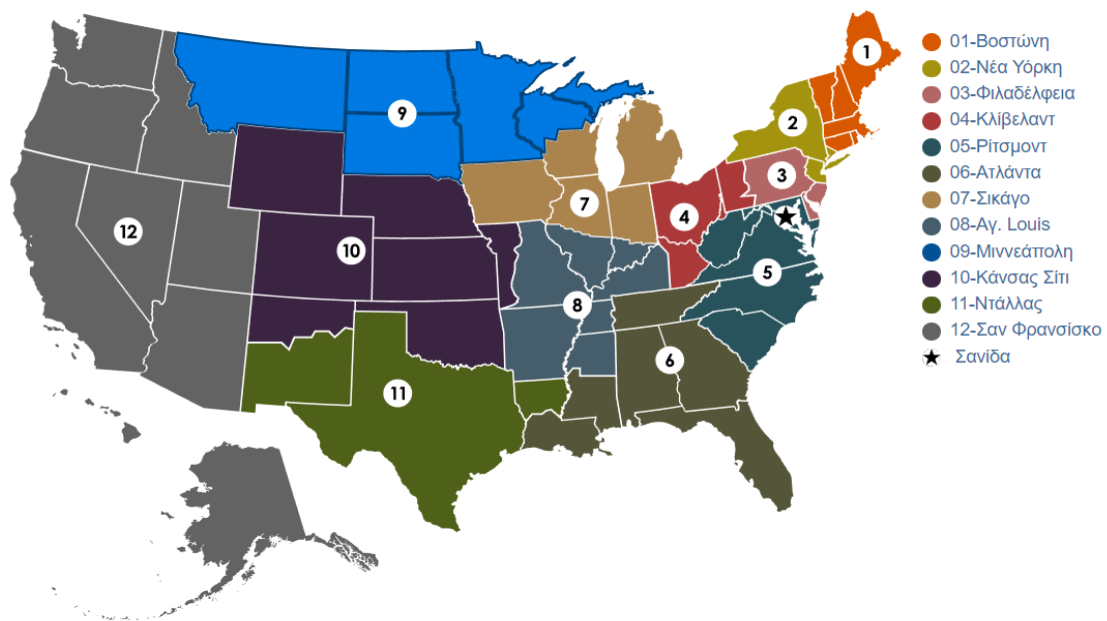 1
2
3
4
5
6
7
8
9
10
11
12
01-Βοστώνη
02-Νέα Υόρκη
03-Φιλαδέλφεια
04-Κλίβελαντ
05-Ρίτσμοντ
06-Ατλάντα
07-Σικάγο
08-Αγ. Louis
09-Μιννεάπολη
10-Κάνσας Σίτι
11-Ντάλλας
12-Σαν Φρανσίσκο
Σανίδα